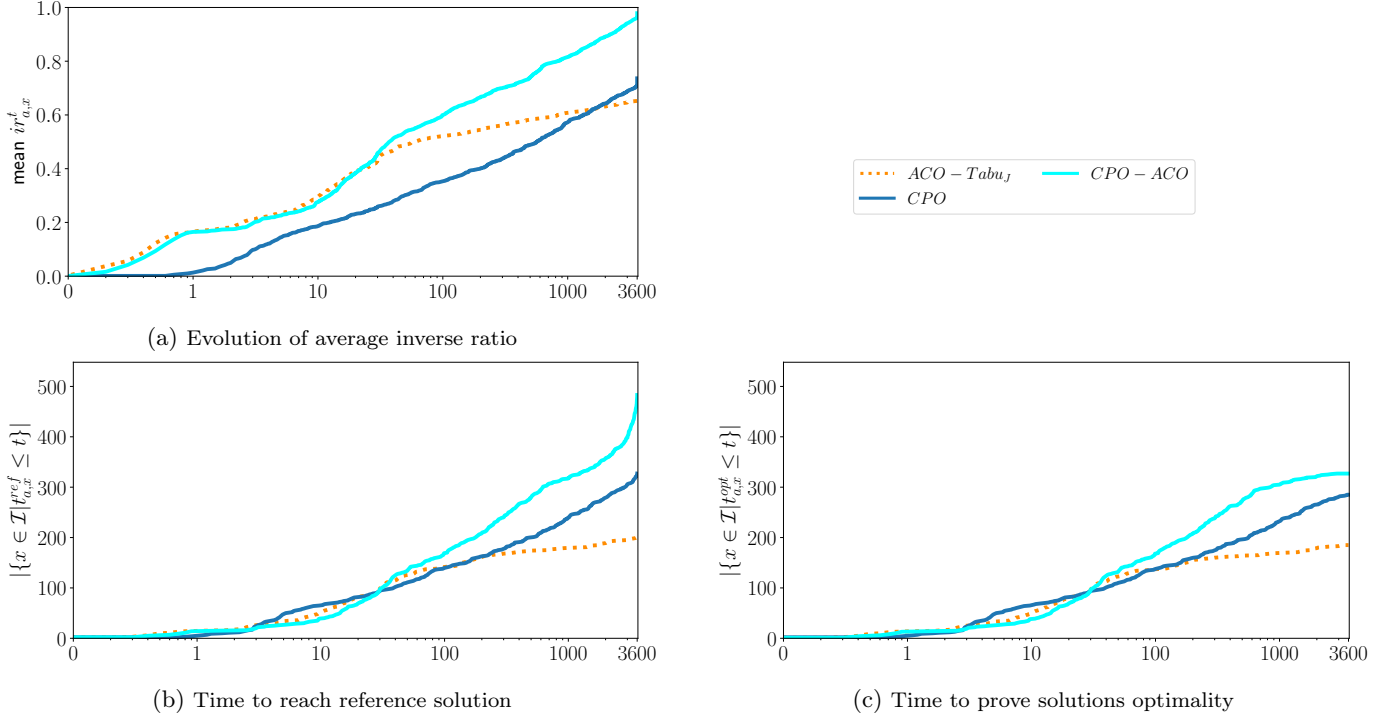 1.0
0.8
0.6
0.4
0.2
0.0
mean $ir^{t}_{a,x}$
0 1 10 100 1000 3600
(a) Evolution of average inverse ratio
ACO − Tabu_J
CPO
CPO − ACO
500
400
300
200
100
0
|{x ∈ 𝓘|t^{ref}_{a,x} ≤ t}|
0 1 10 100 1000 3600
(b) Time to reach reference solution
500
400
300
200
100
0
|{x ∈ 𝓘|t^{opt}_{a,x} ≤ t}|
0 1 10 100 1000 3600
(c) Time to prove solutions optimality